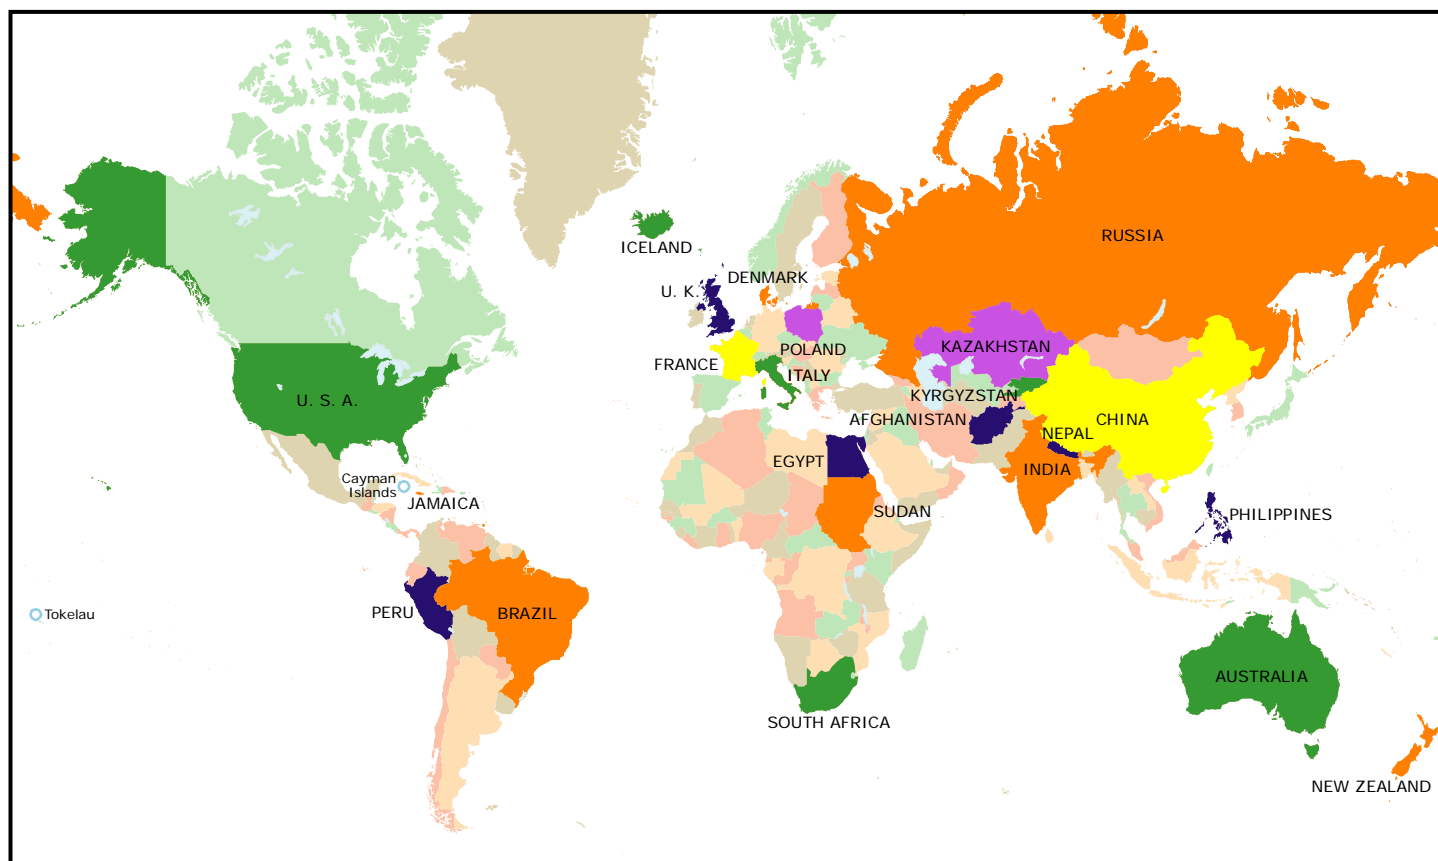 RUSSIA
ICELAND
DENMARK
U. K.
KAZAKHSTAN
POLAND
FRANCE
ITALY
KYRGYZSTAN
U. S. A.
AFGHANISTAN
CHINA
NEPAL
EGYPT
INDIA
Cayman
Islands
JAMAICA
SUDAN
PHILIPPINES
PERU
BRAZIL
Tokelau
AUSTRALIA
SOUTH AFRICA
NEW ZEALAND